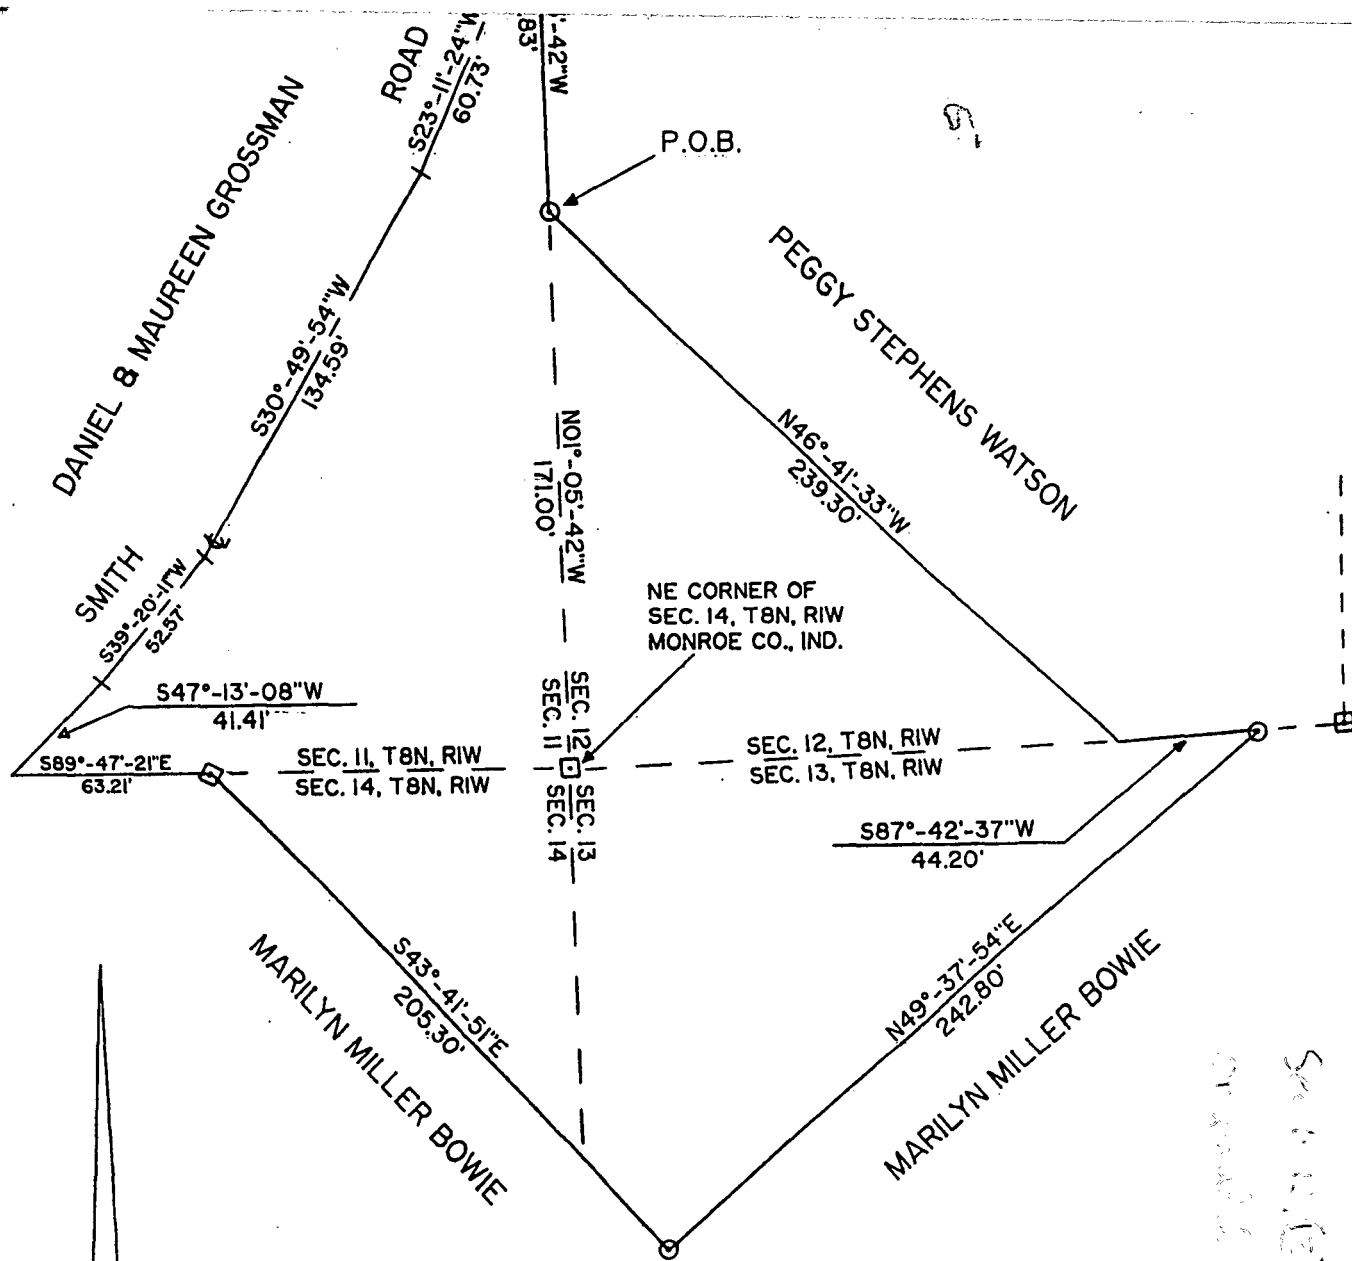 DANIEL & MAUREEN GROSSMAN
ROAD
S23°-11'-24"W
60.73'
'-42"W
.83'
P.O.B.
PEGGY STEPHENS WATSON
S30°-49'-54"W
134.59'
N01°-05'-42"W
171.00'
N46°-41'-33"W
239.30'
SMITH
S39°-20'-11"W
52.57'
NE CORNER OF
SEC. 14, T8N, R1W
MONROE CO., IND.
S47°-13'-08"W
41.41'
SEC. 12
SEC. 11
S89°-47'-21"E
63.21'
SEC. 11, T8N, R1W
SEC. 14, T8N, R1W
SEC. 12, T8N, R1W
SEC. 13, T8N, R1W
SEC. 13
SEC. 14
S87°-42'-37"W
44.20'
S43°-41'-51"E
205.30'
MARILYN MILLER BOWIE
N49°-37'-54"E
242.80'
MARILYN MILLER BOWIE